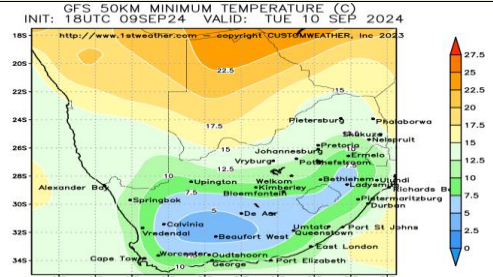 GFS 50KM MINIMUM TEMPERATURE (C)
INIT: 18UTC 09SEP24 VALID: TUE 10 SEP 2024
http://www.1stweather.com — copyright CUSTOMWEATHER, Inc 2023
18S
20S
22S
24S
26S
28S
30S
32S
34S
22.5
15
17.5
15
12.5
10
7.5
5
10
7.5
10
Pietersburg
Phalaborwa
Skukuza
Nelspruit
Pretoria
Johannesburg
Ermelo
Vryburg
Potchefstroom
Alexander Bay
Upington
Welkom
Bethlehem
Ulundi
Kimberley
Ladysmith
Richards B
Bloemfontein
Springbok
Pietermaritzburg
Durban
De Aar
Calvinia
Vredendal
Beaufort West
Umtata
Port St Johns
Queenstown
East London
Cape Town
Worcester
Oudtshoorn
George
Port Elizabeth
27.5
25
22.5
20
17.5
15
12.5
10
7.5
5
2.5
0